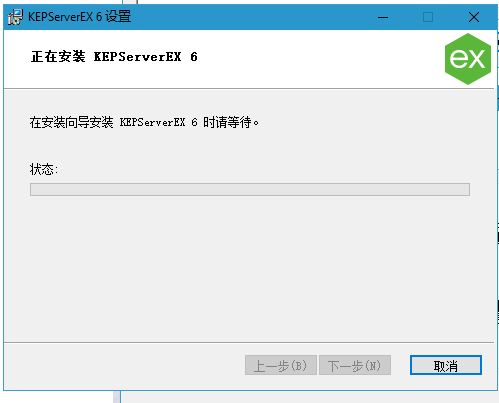 KEPServerEX 6 设置
正在安装 KEPServerEX 6
ex
在安装向导安装 KEPServerEX 6 时请等待。
状态:
上一步(B)
下一步(N)
取消